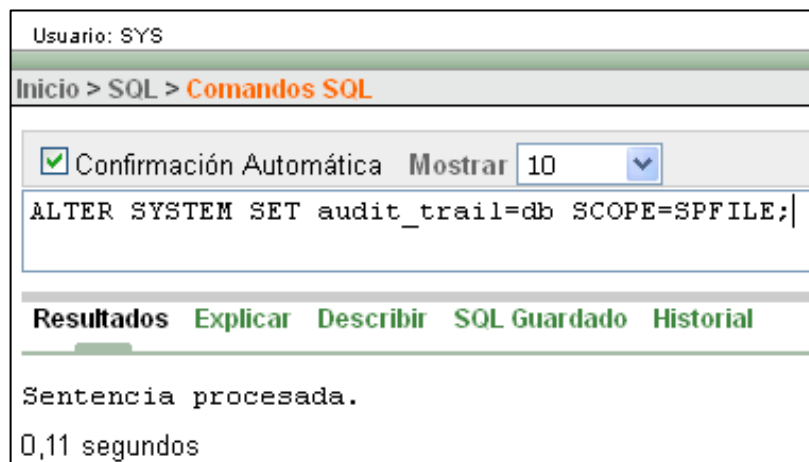 Usuario: SYS
Inicio > SQL > Comandos SQL
Confirmación Automática Mostrar 10
ALTER SYSTEM SET audit_trail=db SCOPE=SPFILE;
Resultados Explicar Describir SQL Guardado Historial
Sentencia procesada.
0,11 segundos